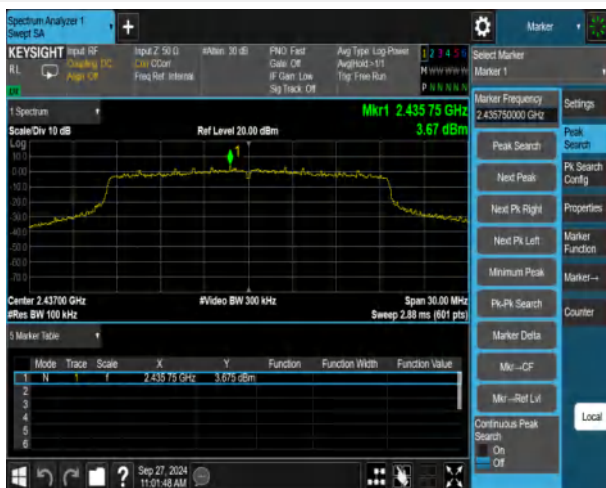 Spectrum Analyzer 1
Swept SA
+
Marker
KEYSIGHT
RL
Input: RF
Coupling: DC
Align: Off
Input Z: 50 Ω
Corr CCorr
Freq Ref: Internal
#Atten: 30 dB
PNO: Fast
Gate: Off
IF Gain: Low
Sig Track: Off
Avg Type: Log-Power
Avg|Hold:>1/1
Trig: Free Run
1 2 3 4 5 6
M W W W W W
P N N N N N
Select Marker
Marker 1
1 Spectrum
Scale/Div 10 dB
Ref Level 20.00 dBm
Mkr1 2.435 75 GHz
3.67 dBm
Log
10.0
0.00
-10.0
-20.0
-30.0
-40.0
-50.0
-60.0
-70.0
1
Center 2.43700 GHz
#Res BW 100 kHz
#Video BW 300 kHz
Span 30.00 MHz
Sweep 2.88 ms (601 pts)
5 Marker Table
Mode Trace Scale X Y Function Function Width Function Value
1 N 1 f 2.435 75 GHz 3.675 dBm
2
3
4
5
6
Marker Frequency
2.435750000 GHz
Peak Search
Next Peak
Next Pk Right
Next Pk Left
Minimum Peak
Pk-Pk Search
Marker Delta
Mkr→CF
Mkr→Ref Lvl
Continuous Peak
Search
On
Off
Settings
Peak
Search
Pk Search
Config
Properties
Marker
Function
Marker→
Counter
Local
?
Sep 27, 2024
11:01:48 AM